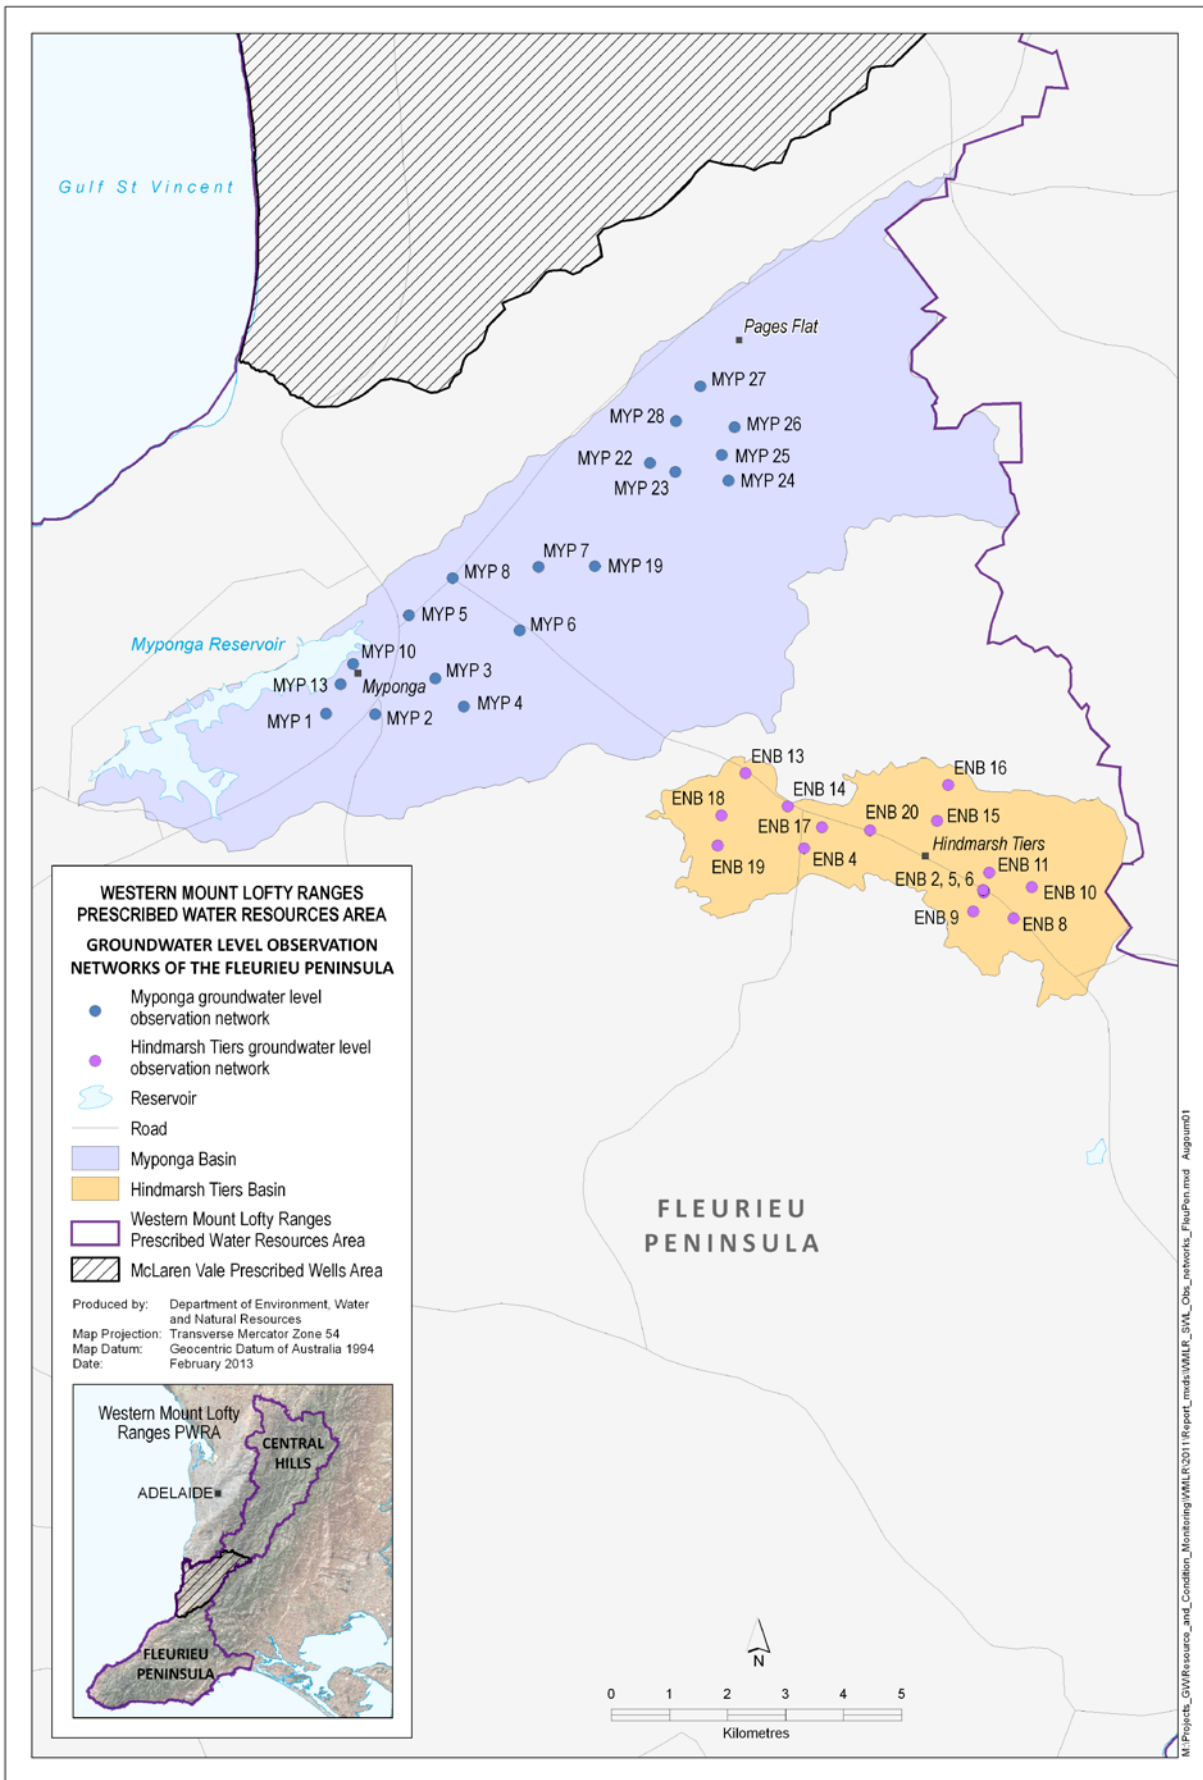 Gulf St Vincent
Pages Flat
MYP 27
MYP 28
MYP 26
MYP 22
MYP 25
MYP 23
MYP 24
MYP 7
MYP 19
MYP 8
MYP 5
MYP 6
Myponga Reservoir
MYP 10
MYP 3
MYP 13
Myponga
MYP 4
MYP 1
MYP 2
ENB 13
ENB 16
ENB 14
ENB 18
ENB 20
ENB 15
ENB 17
Hindmarsh Tiers
ENB 19
ENB 4
ENB 11
ENB 2, 5, 6
ENB 10
ENB 9
ENB 8
WESTERN MOUNT LOFTY RANGES
PRESCRIBED WATER RESOURCES AREA
GROUNDWATER LEVEL OBSERVATION
NETWORKS OF THE FLEURIEU PENINSULA
Myponga groundwater level
observation network
Hindmarsh Tiers groundwater level
observation network
Reservoir
Road
Myponga Basin
Hindmarsh Tiers Basin
Western Mount Lofty Ranges
Prescribed Water Resources Area
McLaren Vale Prescribed Wells Area
Produced by: Department of Environment, Water
and Natural Resources
Map Projection: Transverse Mercator Zone 54
Map Datum: Geocentric Datum of Australia 1994
Date: February 2013
Western Mount Lofty
Ranges PWRA
CENTRAL
HILLS
ADELAIDE
FLEURIEU
PENINSULA
FLEURIEU
PENINSULA
N
0 1 2 3 4 5
Kilometres
M:\Projects_GW\Resource_and_Condition_Monitoring\WMLR\2011\Report_mxds\WMLR_SWL_Obs_networks_FleuPen.mxd Augoum01